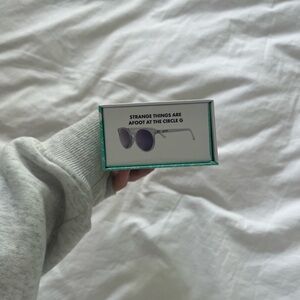 STRANGE THINGS ARE
AFOOT AT THE CIRCLE G